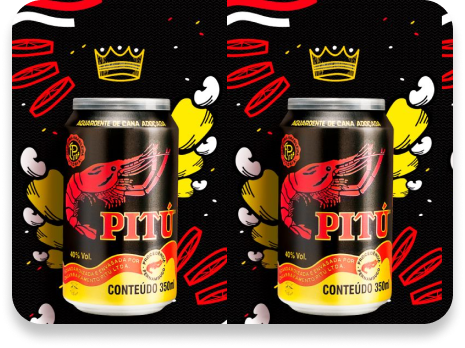 AGUARDENTE DE CANA ADOÇADA
PITÚ
40% Vol.
CONTEÚDO 350ml
AGUARDENTE DE CANA ADOÇADA
PITÚ
40% Vol.
CONTEÚDO 350ml